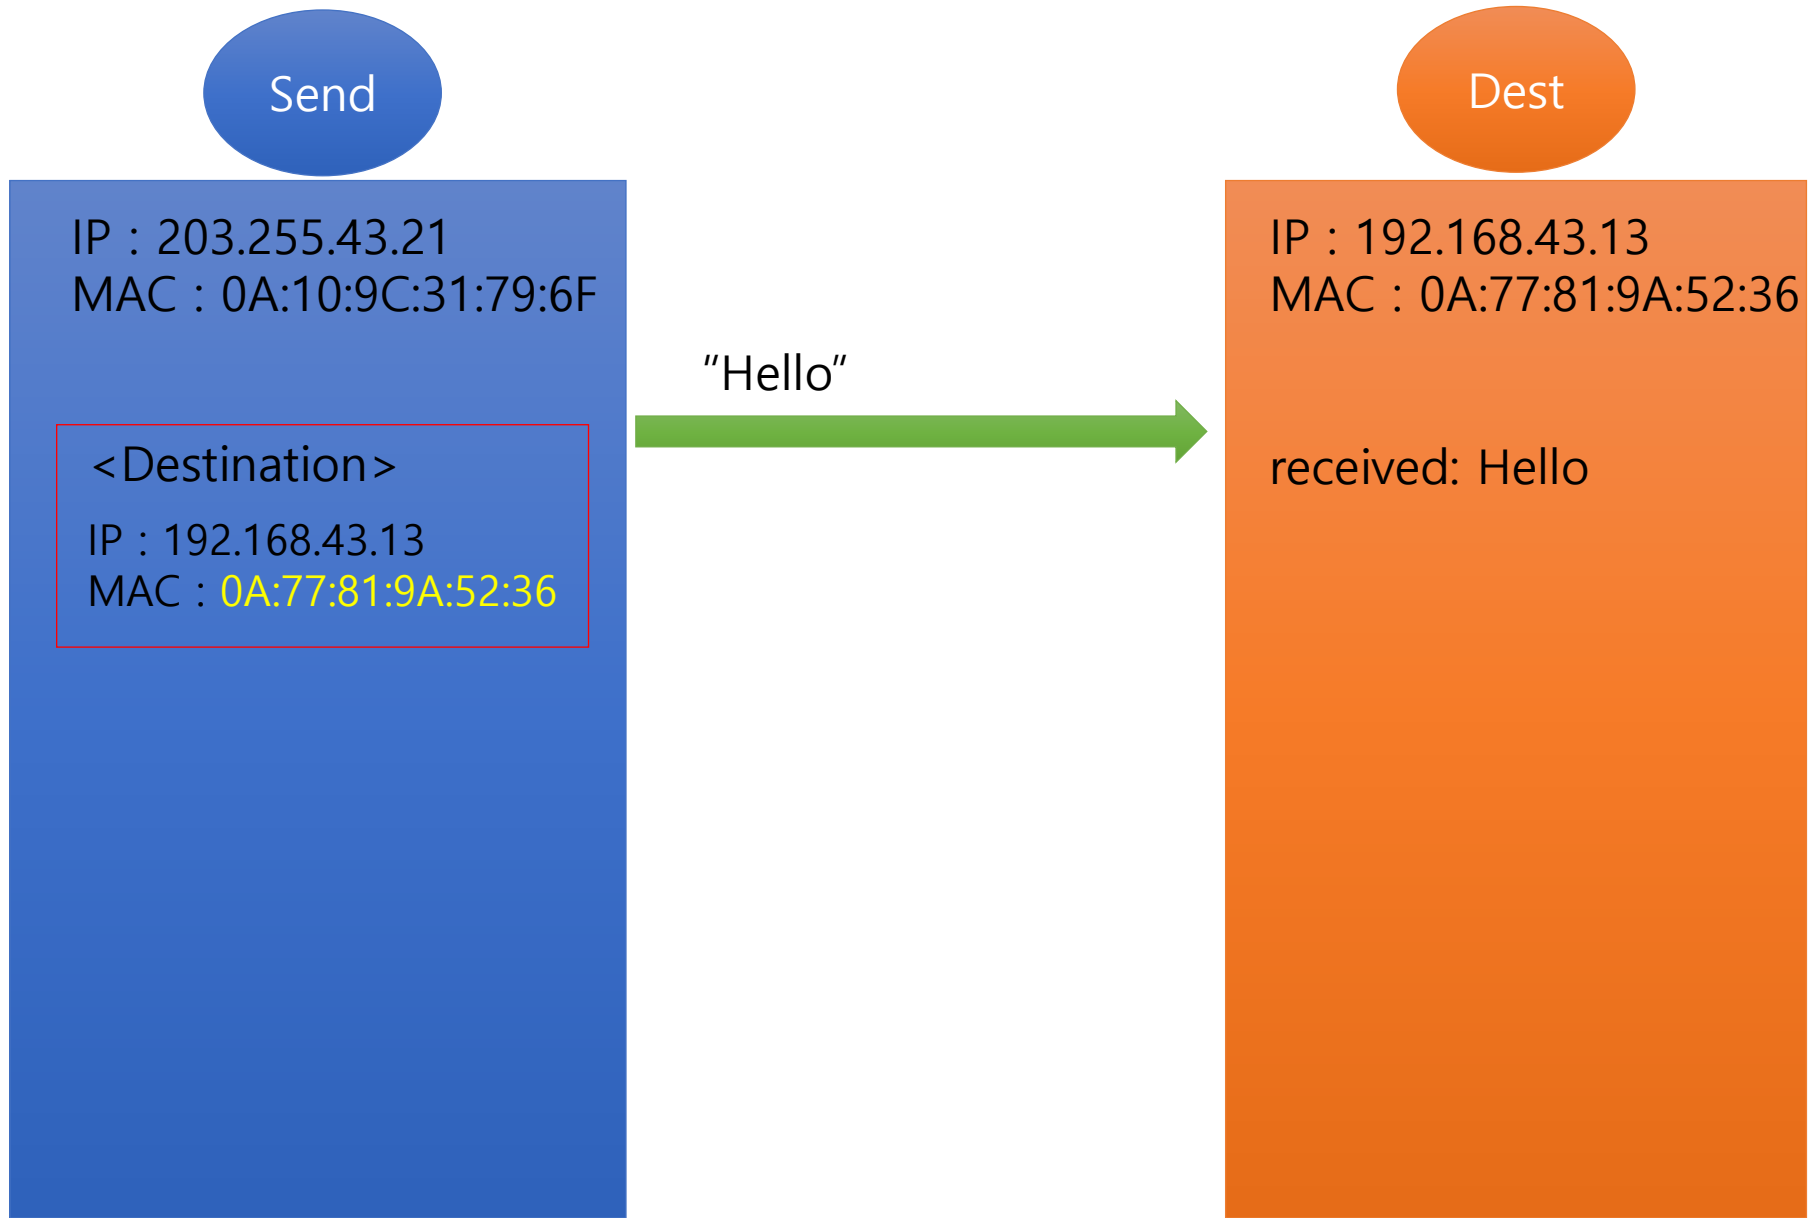 Send
IP : 203.255.43.21
MAC : 0A:10:9C:31:79:6F
<Destination>
IP : 192.168.43.13
MAC : 0A:77:81:9A:52:36
"Hello"
Dest
IP : 192.168.43.13
MAC : 0A:77:81:9A:52:36
received: Hello